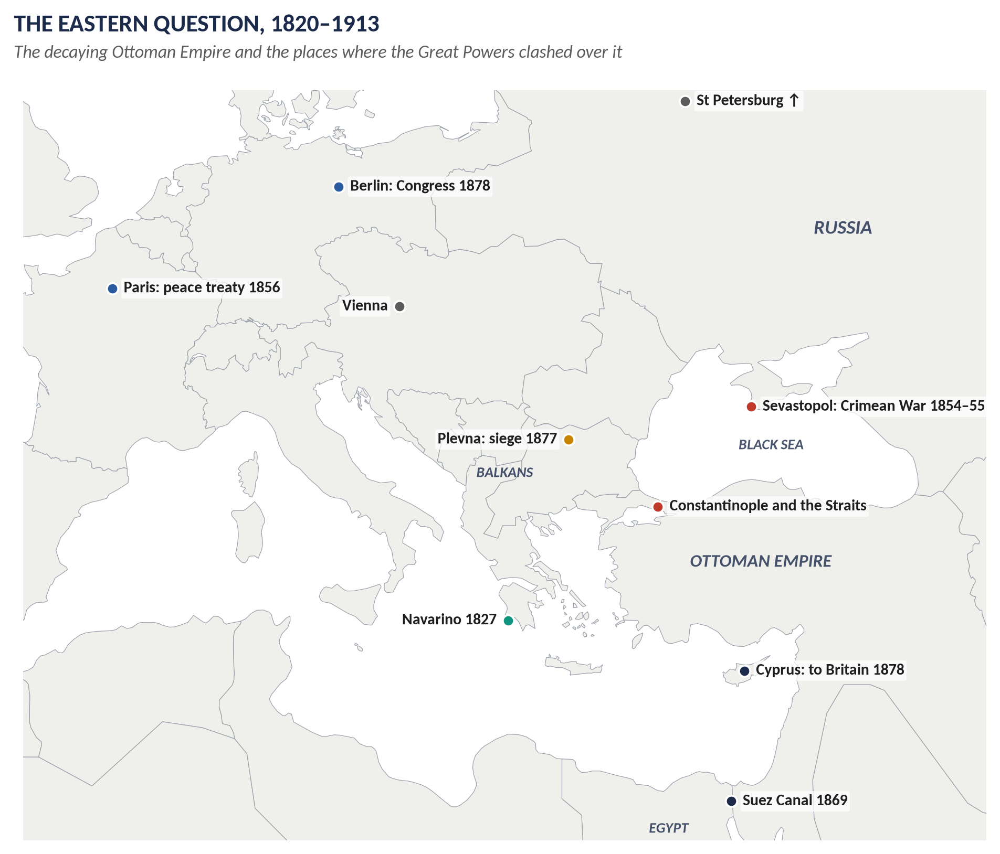 THE EASTERN QUESTION, 1820–1913
The decaying Ottoman Empire and the places where the Great Powers clashed over it
St Petersburg ↑
Berlin: Congress 1878
RUSSIA
Paris: peace treaty 1856
Vienna
Sevastopol: Crimean War 1854–55
Plevna: siege 1877
BLACK SEA
BALKANS
Constantinople and the Straits
OTTOMAN EMPIRE
Navarino 1827
Cyprus: to Britain 1878
Suez Canal 1869
EGYPT